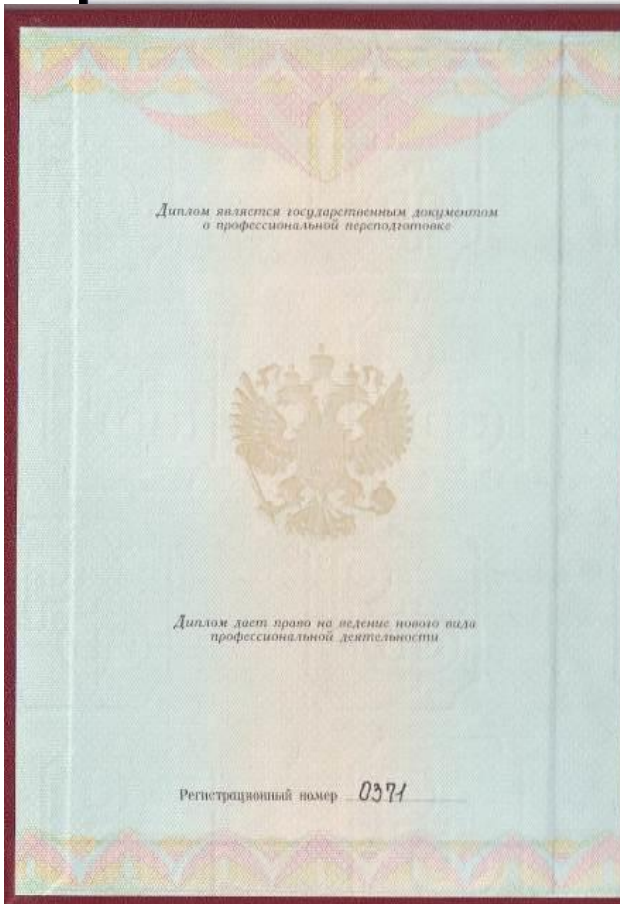 Диплом является государственным документом
о профессиональной переподготовке
Диплом дает право на ведение нового вида
профессиональной деятельности
Регистрационный номер 0371